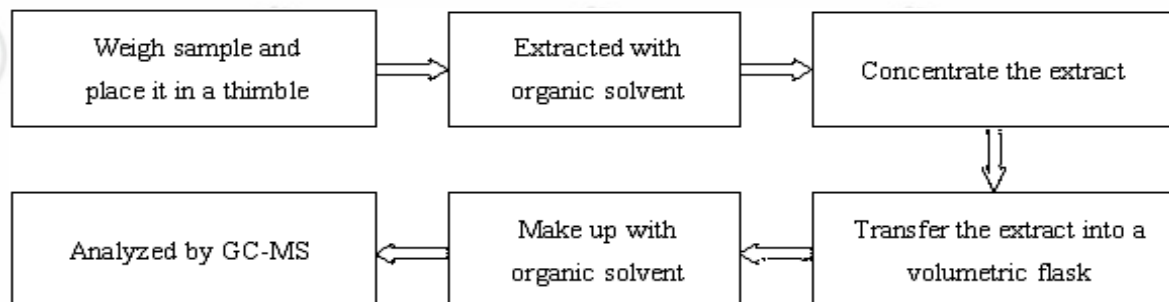 Weigh sample and
place it in a thimble
Extracted with
organic solvent
Concentrate the extract
Transfer the extract into a
volumetric flask
Make up with
organic solvent
Analyzed by GC-MS